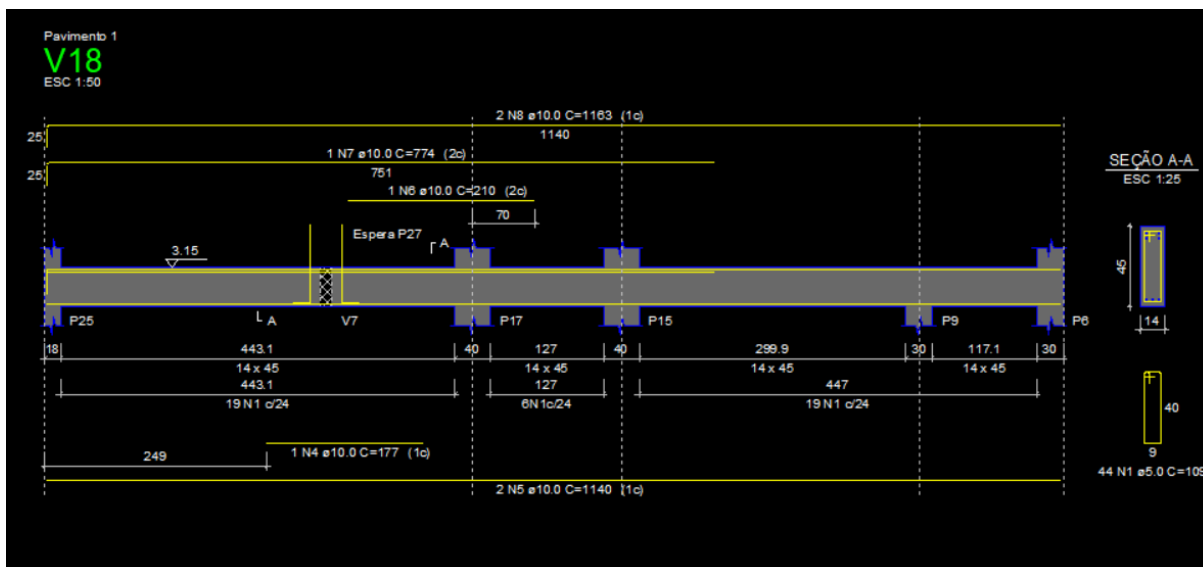 Pavimento 1
V18
ESC 1:50
2 N8 ø10.0 C=1163 (1c)
25
1140
1 N7 ø10.0 C=774 (2c)
25
751
1 N6 ø10.0 C=210 (2c)
70
SEÇÃO A-A
ESC 1:25
Espera P27
A
3.15
45
14
P25
A
V7
P17
P15
P9
P6
18
443.1
40
127
40
299.9
30
117.1
30
14 x 45
14 x 45
14 x 45
14 x 45
443.1
127
447
19 N1 c/24
6N1c/24
19 N1 c/24
40
9
44 N1 ø5.0 C=109
249
1 N4 ø10.0 C=177 (1c)
2 N5 ø10.0 C=1140 (1c)